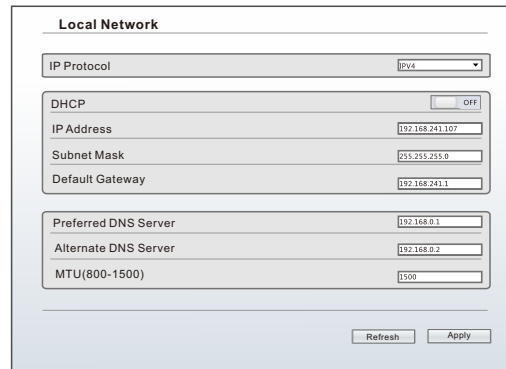 Local Network
IP Protocol IPV4
DHCP OFF
IP Address 192.168.241.107
Subnet Mask 255.255.255.0
Default Gateway 192.168.241.1
Preferred DNS Server 192.168.0.1
Alternate DNS Server 192.168.0.2
MTU(800-1500) 1500
Refresh Apply